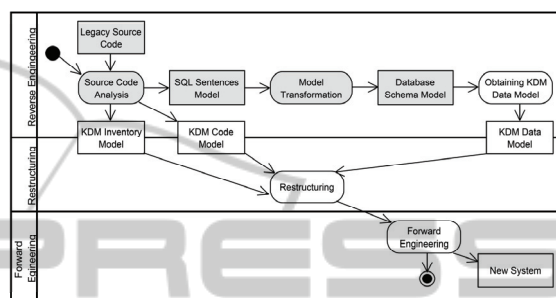 Reverse Engineering
Legacy Source
Code
Source Code
Analysis
SQL Sentences
Model
Model
Transformation
Database
Schema Model
Obtaining KDM
Data Model
KDM Inventory
Model
KDM Code
Model
KDM Data
Model
Restructuring
Restructuring
Forward
Egineering
Forward
Engineering
New System
PRESS